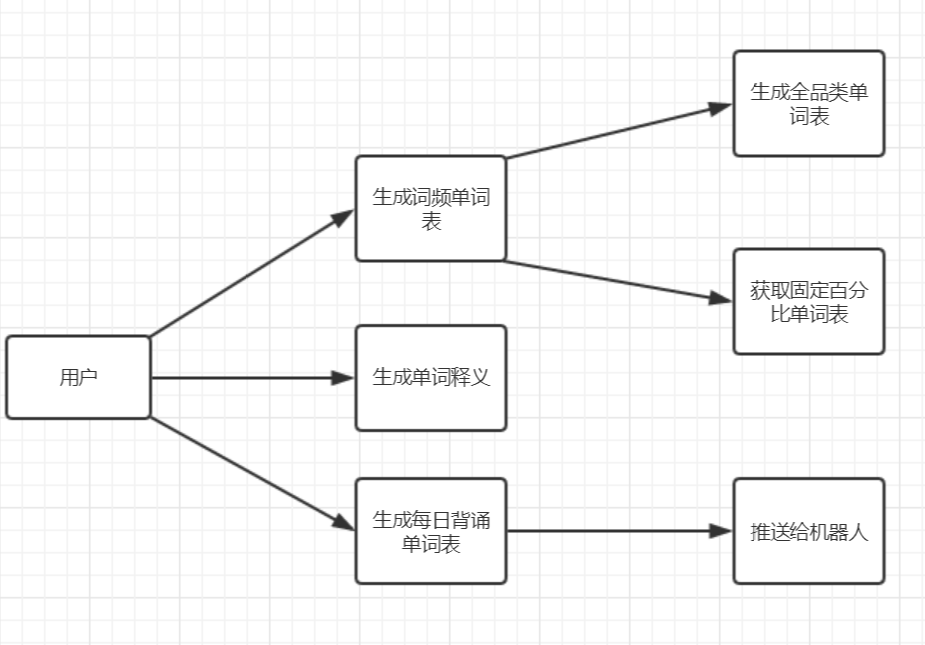 生成全品类单
词表
生成词频单词
表
获取固定百分
比单词表
用户
生成单词释义
生成每日背诵
单词表
推送给机器人